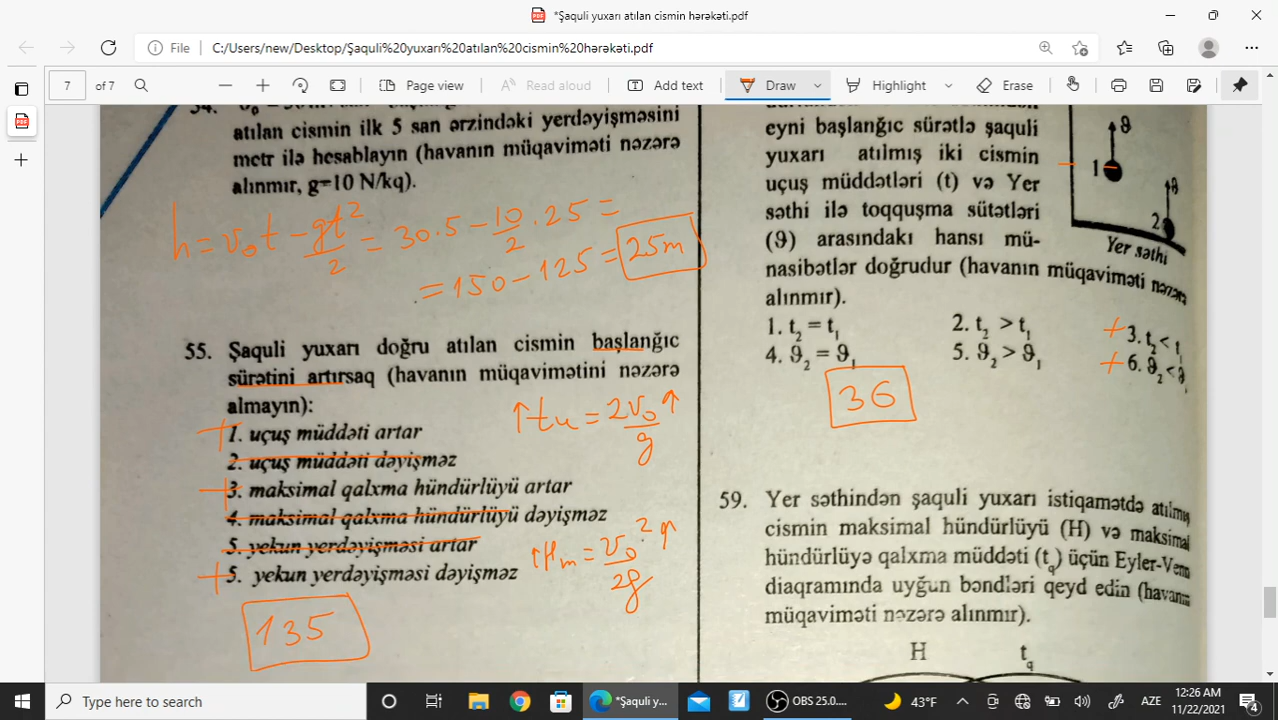 *Şaquli yuxarı atılan cismin hərəkəti.pdf
File
C:/Users/new/Desktop/Şaquli%20yuxarı%20atılan%20cismin%20hərəkəti.pdf
7 of 7
Page view
Read aloud
Add text
Draw
Highlight
Erase
atılan cismin ilk 5 san ərzindəki yerdəyişməsini
metr ilə hesablayın (havanın müqaviməti nəzərə
alınmır, g=10 N/kq).
h = v₀t − gt²/2 = 30·5 − 10/2·25 =
= 150 − 125 = 25m
55. Şaquli yuxarı doğru atılan cismin başlanğıc
sürətini artırsaq (havanın müqavimətini nəzərə
almayın):
1. uçuş müddəti artar
2. uçuş müddəti dəyişməz
3. maksimal qalxma hündürlüyü artar
4. maksimal qalxma hündürlüyü dəyişməz
5. yekun yerdəyişməsi artar
5. yekun yerdəyişməsi dəyişməz
↑tu = 2v₀↑/g
↑Hm = v₀²↑/2g
135
eyni başlanğıc sürətlə şaquli
yuxarı atılmış iki cismin
uçuş müddətləri (t) və Yer
səthi ilə toqquşma sütətləri
(ϑ) arasındakı hansı mü-
nasibətlər doğrudur (havanın müqaviməti nəzərə
alınmır).
ϑ
1
ϑ
2
Yer səthi
1. t₂ = t₁ 2. t₂ > t₁ + 3. t₂ < t₁
4. ϑ₂ = ϑ₁ 5. ϑ₂ > ϑ₁ + 6. ϑ₂ < ϑ₁
36
59. Yer səthindən şaquli yuxarı istiqamətdə atılmış
cismin maksimal hündürlüyü (H) və maksimal
hündürlüyə qalxma müddəti (tq) üçün Eyler-Venn
diaqramında uyğun bəndləri qeyd edin (havanın
müqaviməti nəzərə alınmır).
H tq
Type here to search
*Şaquli y...
OBS 25.0....
43°F
AZE
12:26 AM
11/22/2021
4